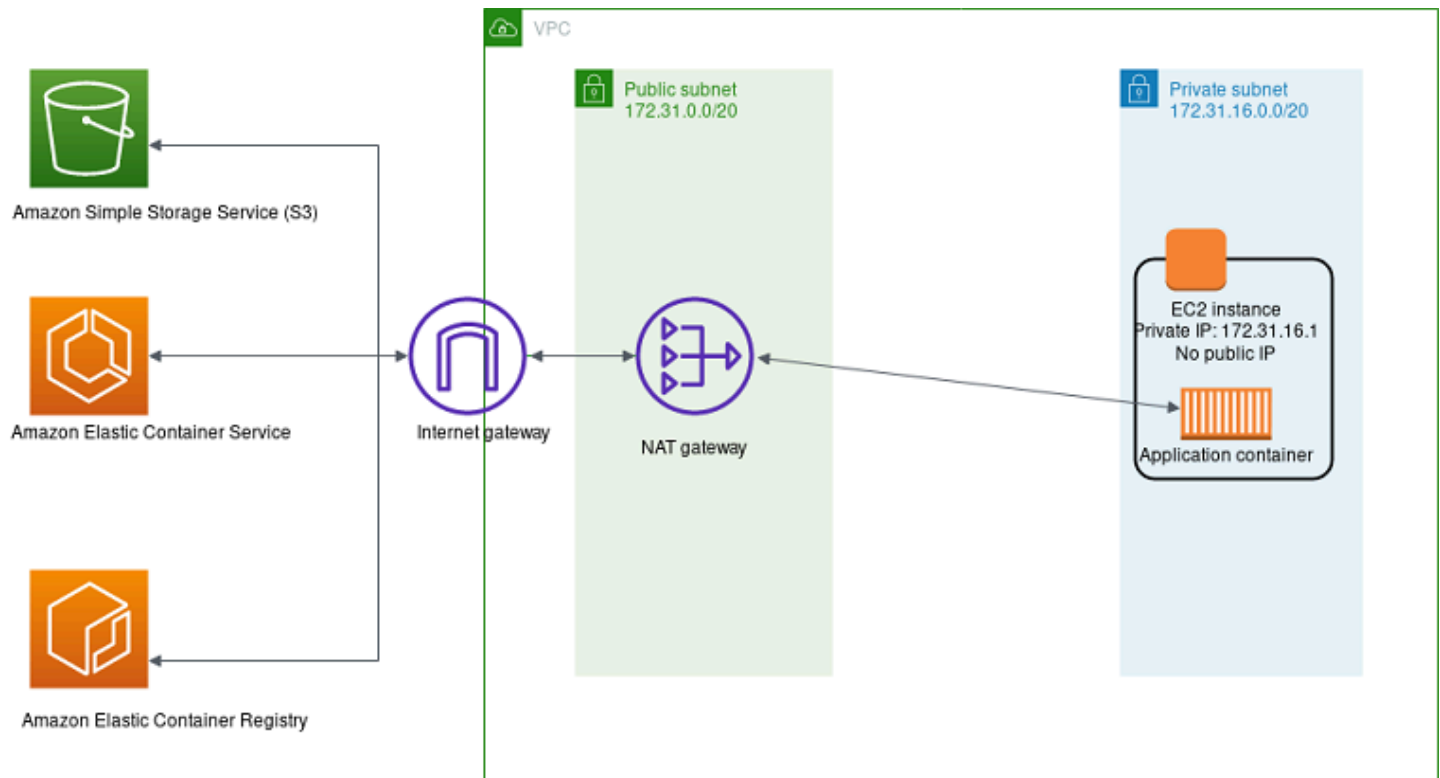 VPC
Public subnet
172.31.0.0/20
Private subnet
172.31.16.0.0/20
Amazon Simple Storage Service (S3)
EC2 instance
Private IP: 172.31.16.1
No public IP
Amazon Elastic Container Service
Internet gateway
NAT gateway
Application container
Amazon Elastic Container Registry